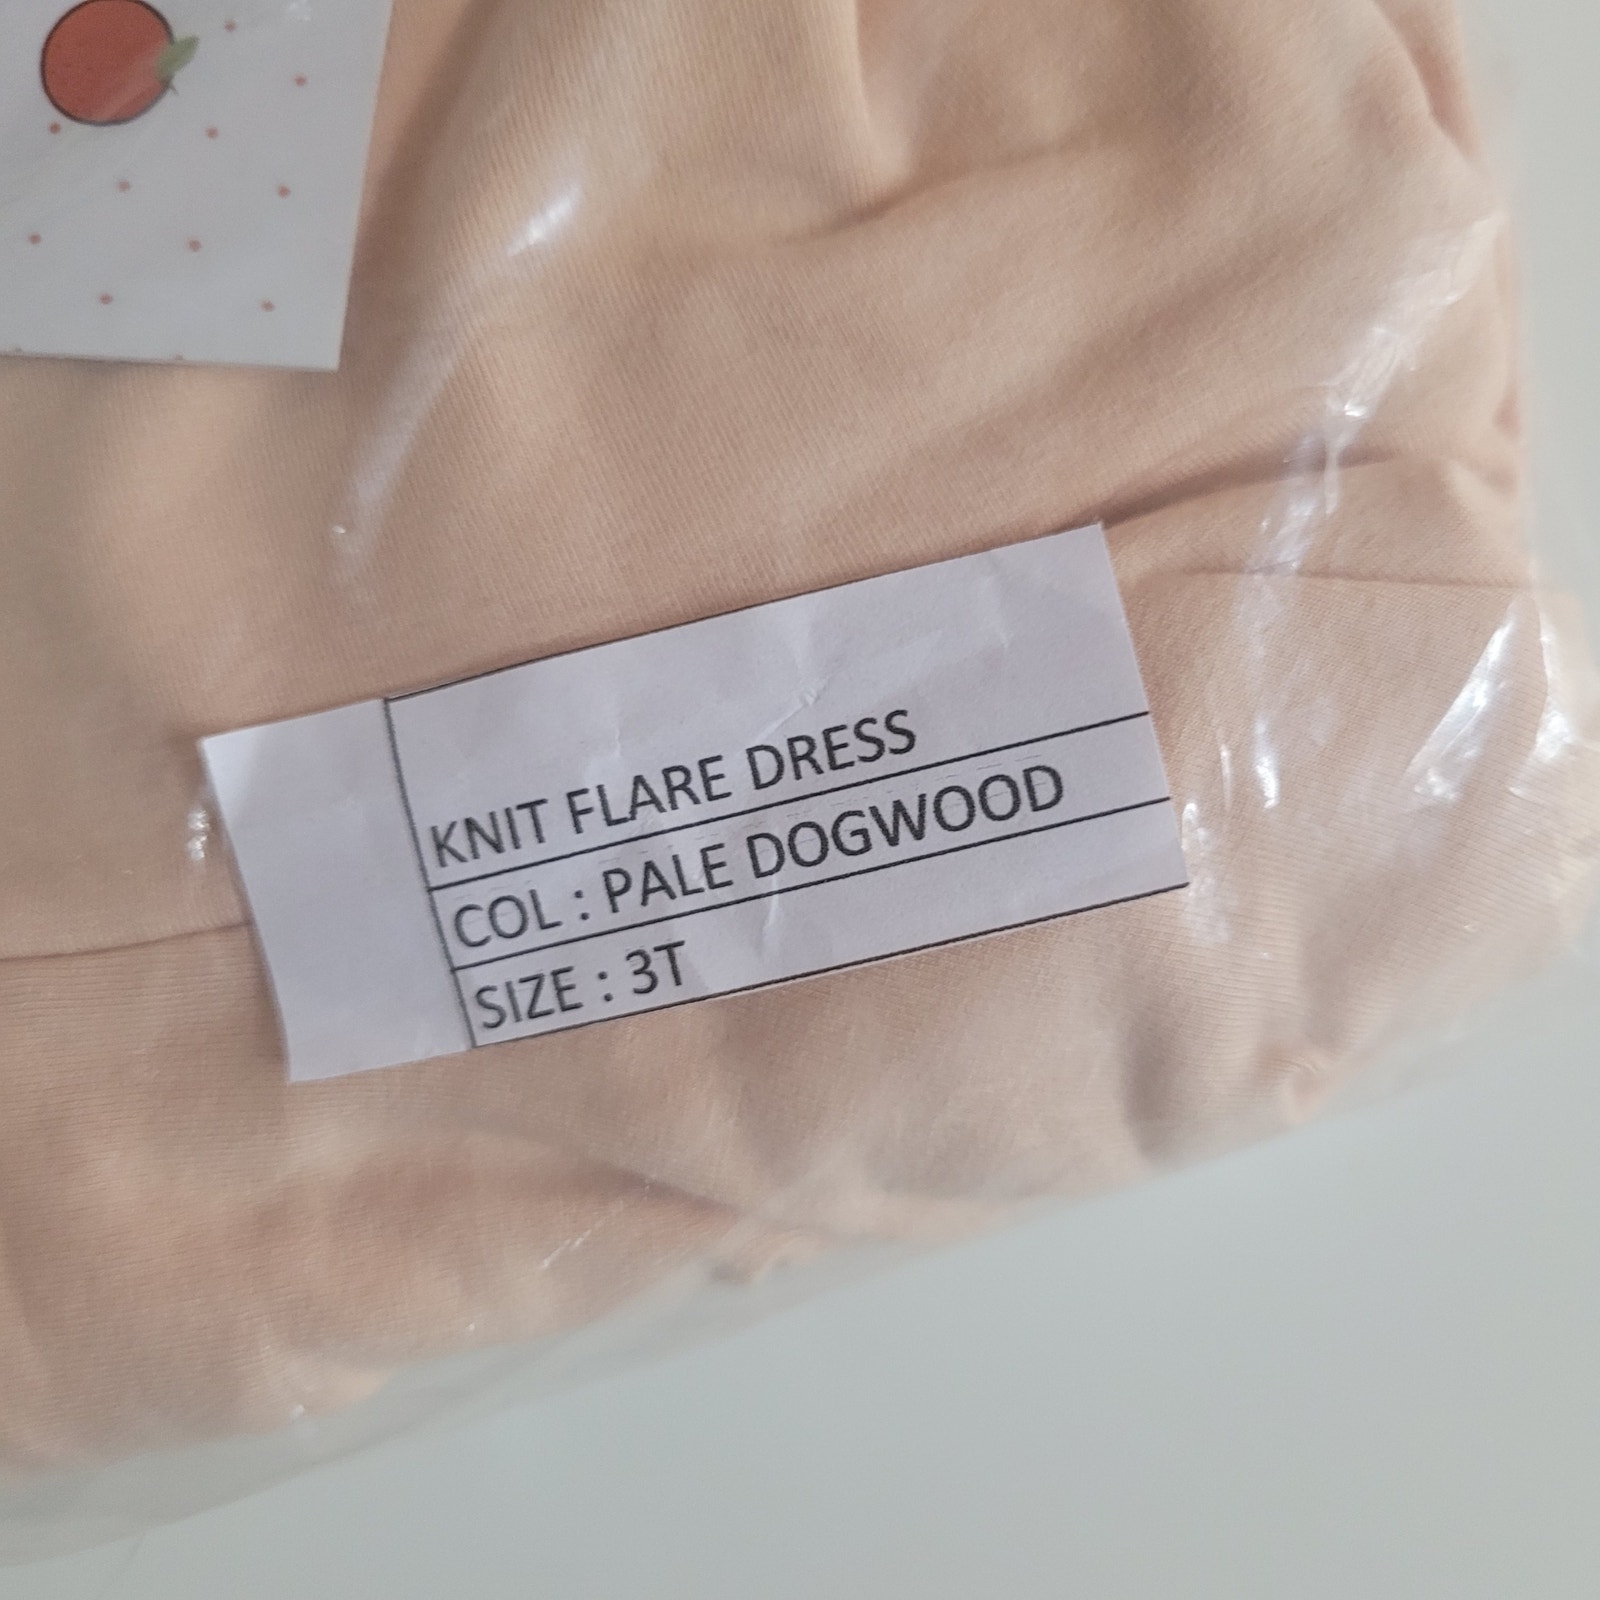 KNIT FLARE DRESS
COL : PALE DOGWOOD
SIZE : 3T